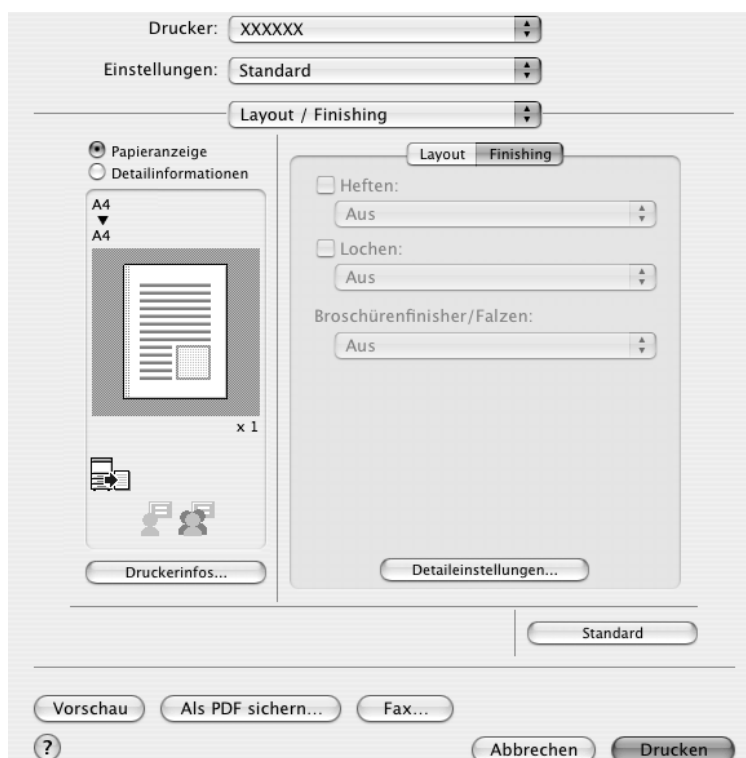 Drucker: XXXXXX
Einstellungen: Standard
Layout / Finishing
Papieranzeige
Detailinformationen
A4
A4
x 1
Druckerinfos...
Layout Finishing
Heften:
Aus
Lochen:
Aus
Broschürenfinisher/Falzen:
Aus
Detaileinstellungen...
Standard
Vorschau Als PDF sichern... Fax...
? Abbrechen Drucken